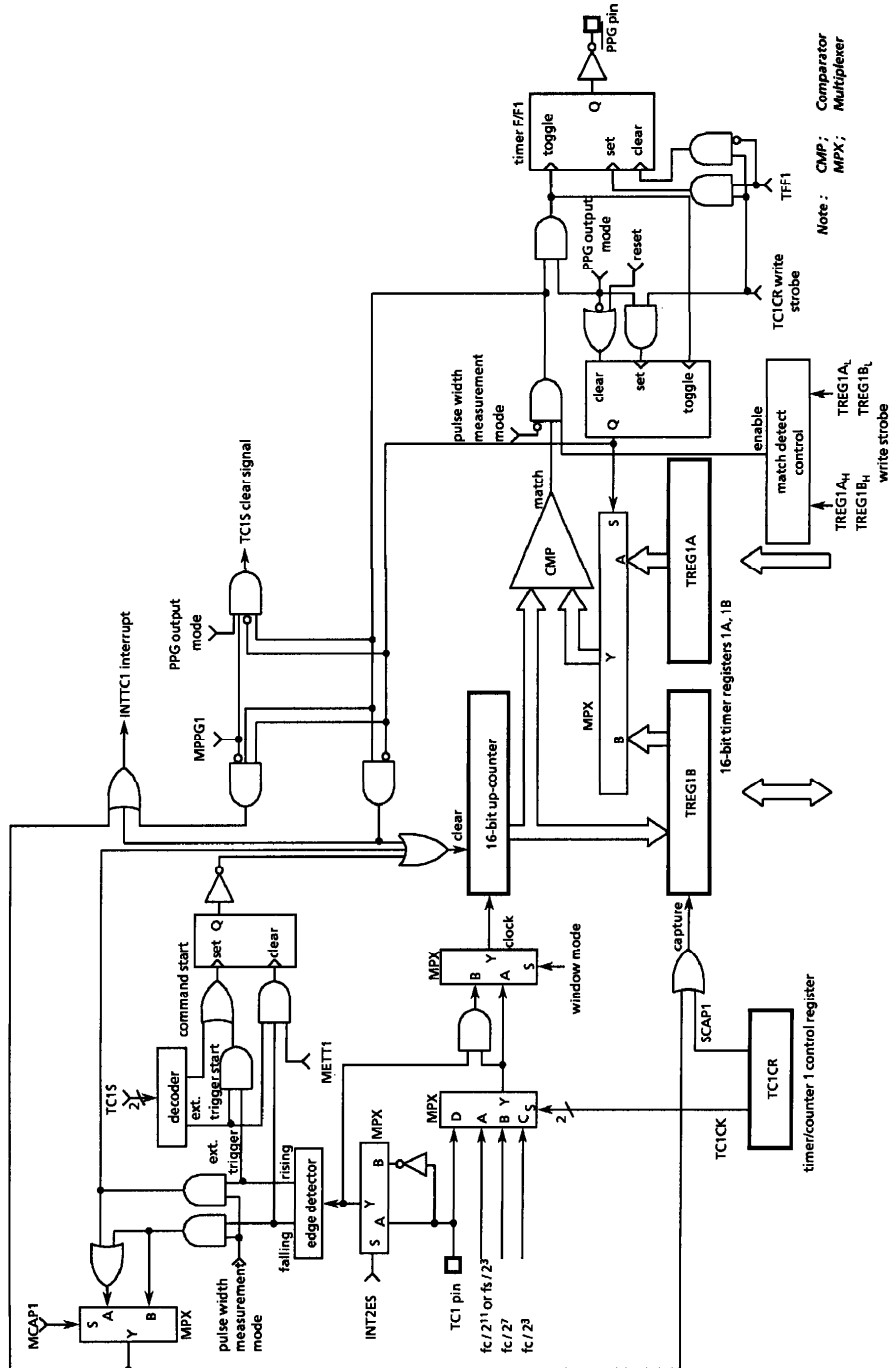 MCAP1
S
A
Y
B
MPX
pulse width
measurement
mode
falling
rising
edge detector
ext.
trigger
TC1S
2
decoder
ext.
trigger start
command start
set
Q
clear
METT1
INT2ES
S
Y
A
B
MPX
TC1 pin
fc / 2¹¹ or fs / 2³
fc / 2⁷
fc / 2³
MPX
D
A
B
Y
C
S
2
TC1CK
TC1CR
timer/counter 1 control register
SCAP1
capture
MPX
B
Y
A
S
clock
window mode
INTTC1 interrupt
MPPG1
PPG output
mode
TC1S clear signal
clear
16-bit up-counter
CMP
match
pulse width
measurement
mode
MPX
B
Y
A
S
TREG1B
TREG1A
16-bit timer registers 1A, 1B
enable
match detect
control
TREG1A_H
TREG1B_H
TREG1A_L
TREG1B_L
write strobe
Q
clear
set
toggle
PPG output
mode
reset
TC1CR write
strobe
timer F/F1
toggle
set
clear
Q
PPG pin
TFF1
Note : CMP ; Comparator
MPX ; Multiplexer